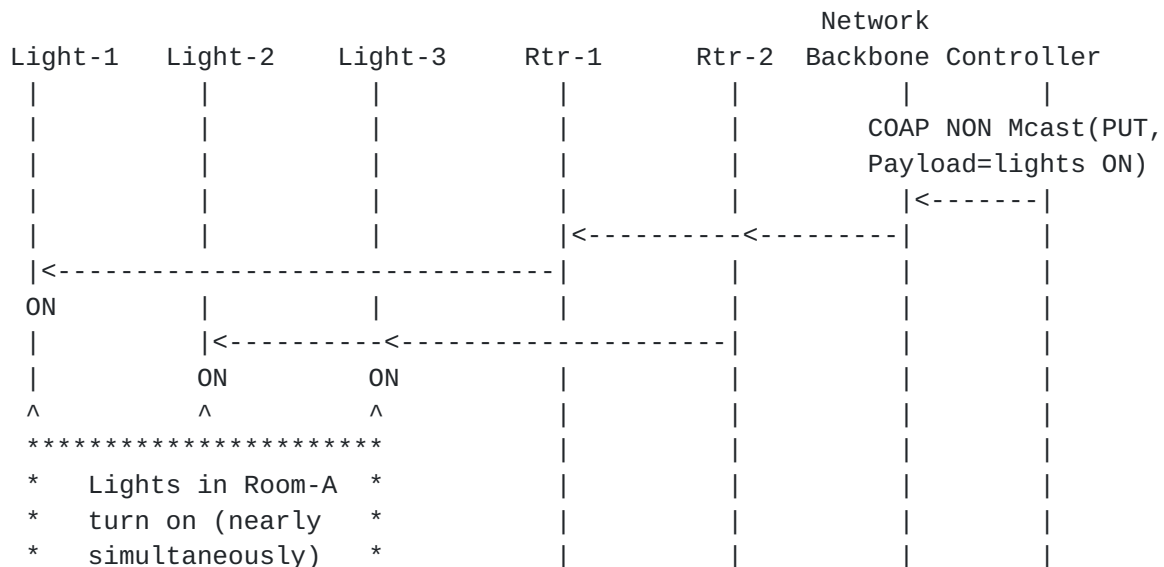 Network
Light-1 Light-2 Light-3 Rtr-1 Rtr-2 Backbone Controller
COAP NON Mcast(PUT,
Payload=lights ON)
ON
ON ON
Lights in Room-A
turn on (nearly
simultaneously)